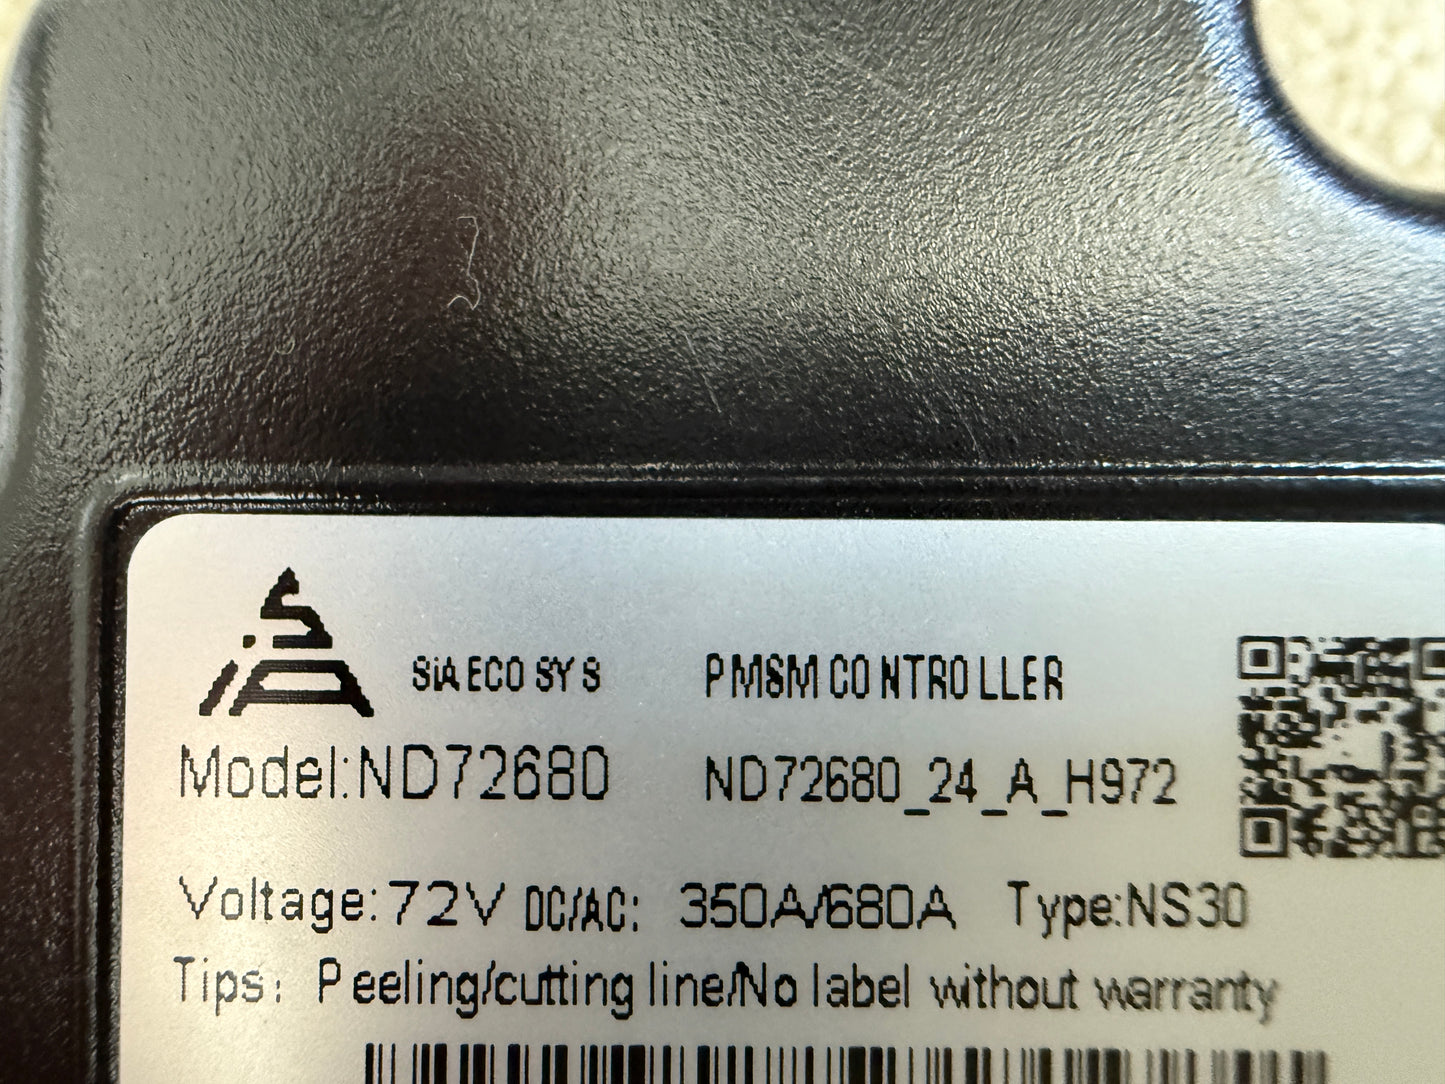 SiA
SiA ECO SYS PMSM CONTROLLER
Model:ND72680 ND72680_24_A_H972
Voltage:72V DC/AC: 350A/680A Type:NS30
Tips: Peeling/cutting line/No label without warranty